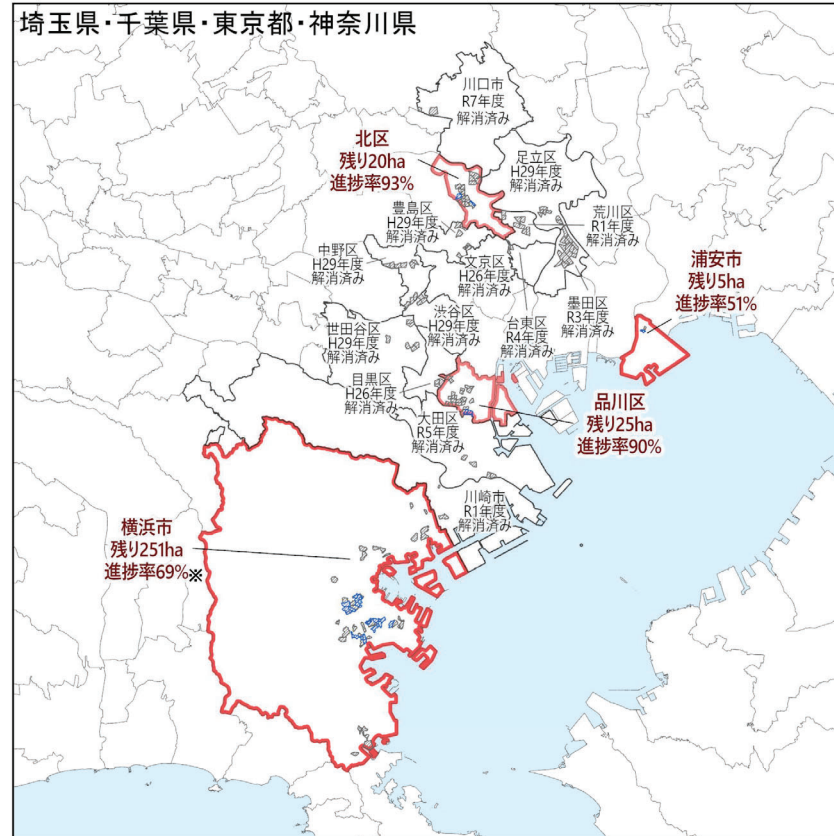 埼玉県・千葉県・東京都・神奈川県
川口市
R7年度
解消済み
北区
残り20ha
進捗率93%
足立区
H29年度
解消済み
豊島区
H29年度
解消済み
荒川区
R1年度
解消済み
中野区
H29年度
解消済み
文京区
H26年度
解消済み
浦安市
残り5ha
進捗率51%
墨田区
R3年度
解消済み
渋谷区
H29年度
解消済み
台東区
R4年度
解消済み
世田谷区
H29年度
解消済み
目黒区
H26年度
解消済み
品川区
残り25ha
進捗率90%
大田区
R5年度
解消済み
川崎市
R1年度
解消済み
横浜市
残り251ha
進捗率69%※